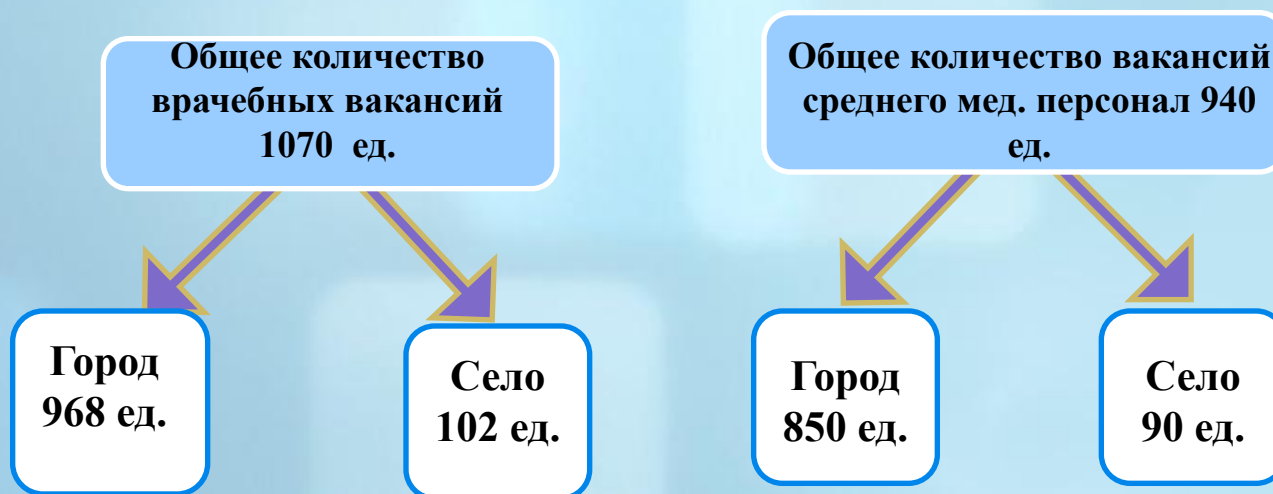 Общее количество
врачебных вакансий
1070 ед.
Общее количество вакансий
среднего мед. персонал 940
ед.
Город
968 ед.
Село
102 ед.
Город
850 ед.
Село
90 ед.